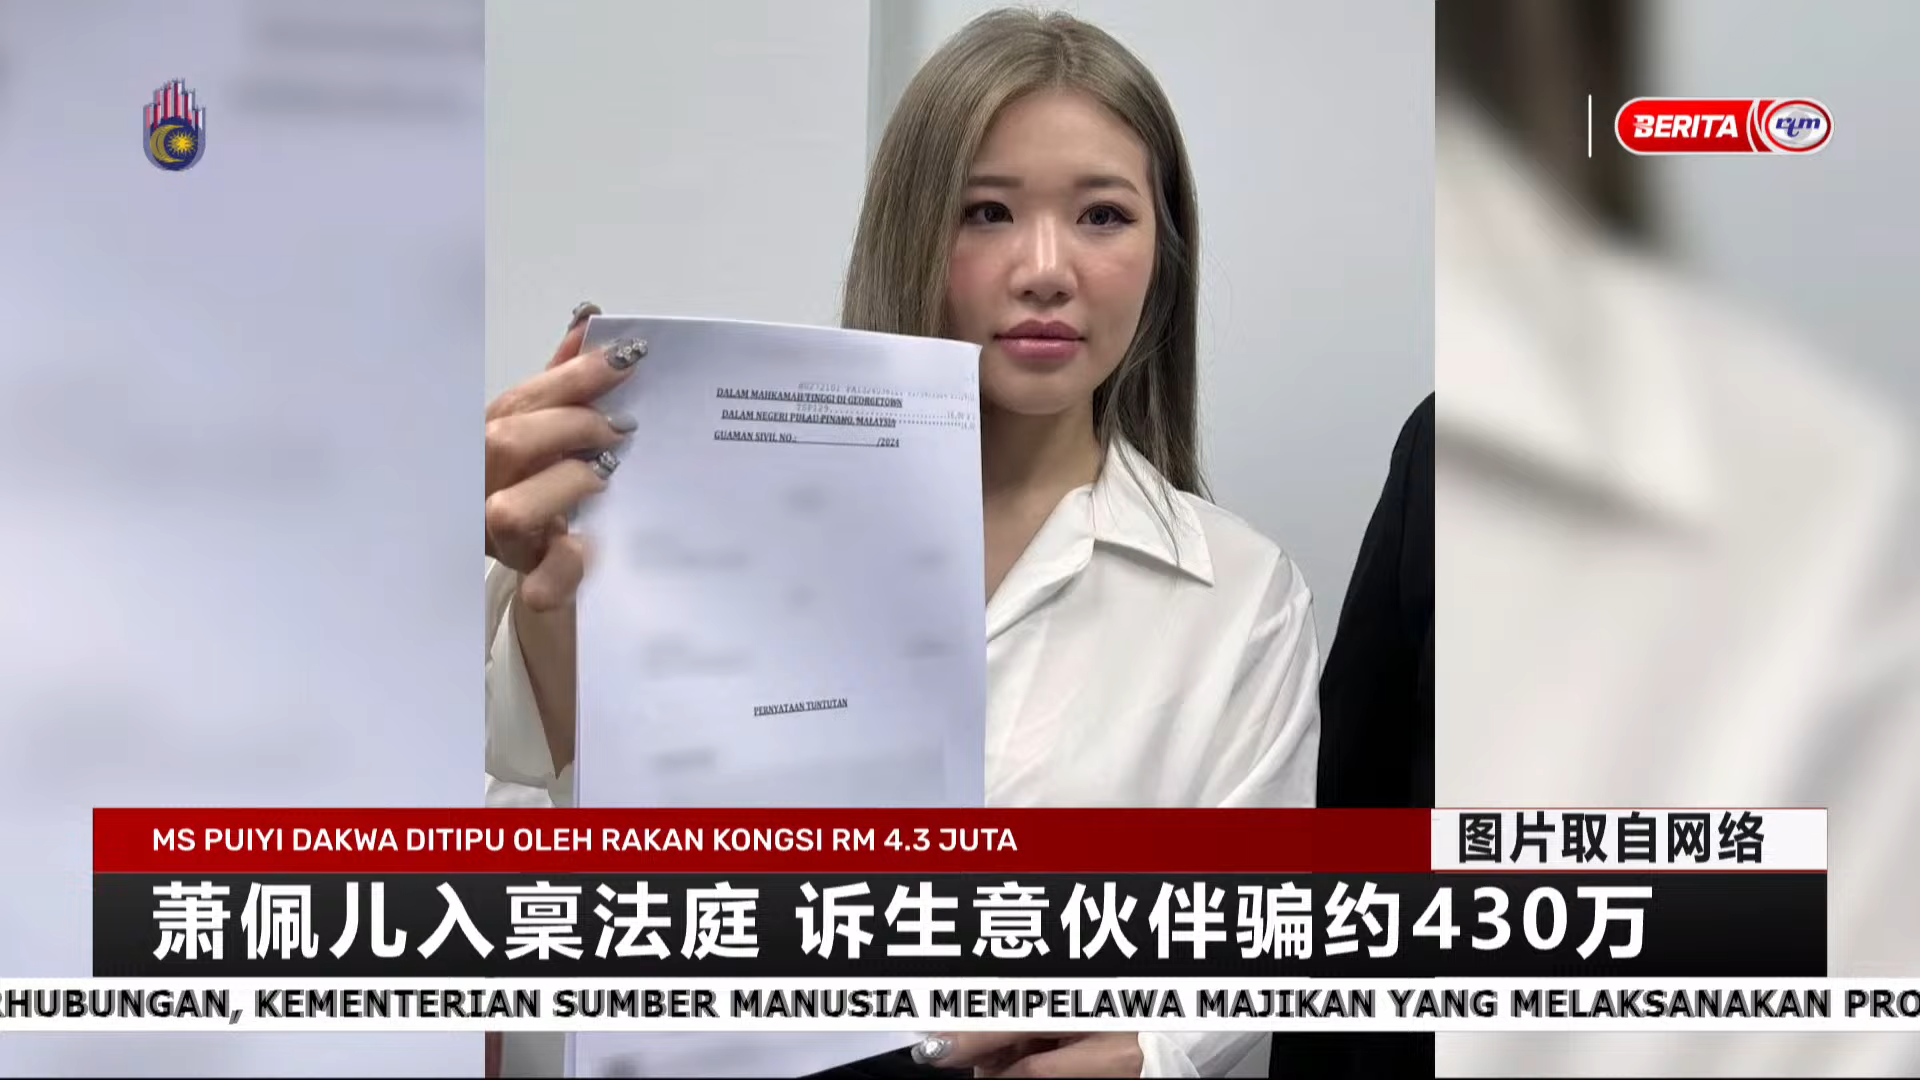 BERITA rtm
DALAM MAHKAMAH TINGGI DI GEORGETOWN
DALAM NEGERI PULAU PINANG, MALAYSIA
GUAMAN SIVIL NO.: /2024
PERNYATAAN TUNTUTAN
MS PUIYI DAKWA DITIPU OLEH RAKAN KONGSI RM 4.3 JUTA
图片取自网络
萧佩儿入禀法庭 诉生意伙伴骗约430万
RHUBUNGAN, KEMENTERIAN SUMBER MANUSIA MEMPELAWA MAJIKAN YANG MELAKSANAKAN PRO